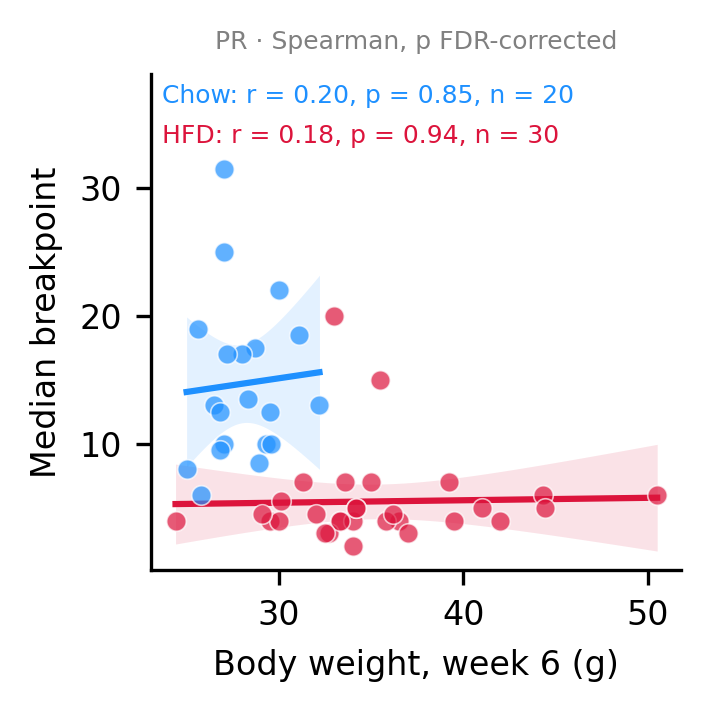 PR · Spearman, p FDR-corrected
Chow: r = 0.20, p = 0.85, n = 20
HFD: r = 0.18, p = 0.94, n = 30
Median breakpoint
30
20
10
30 40 50
Body weight, week 6 (g)